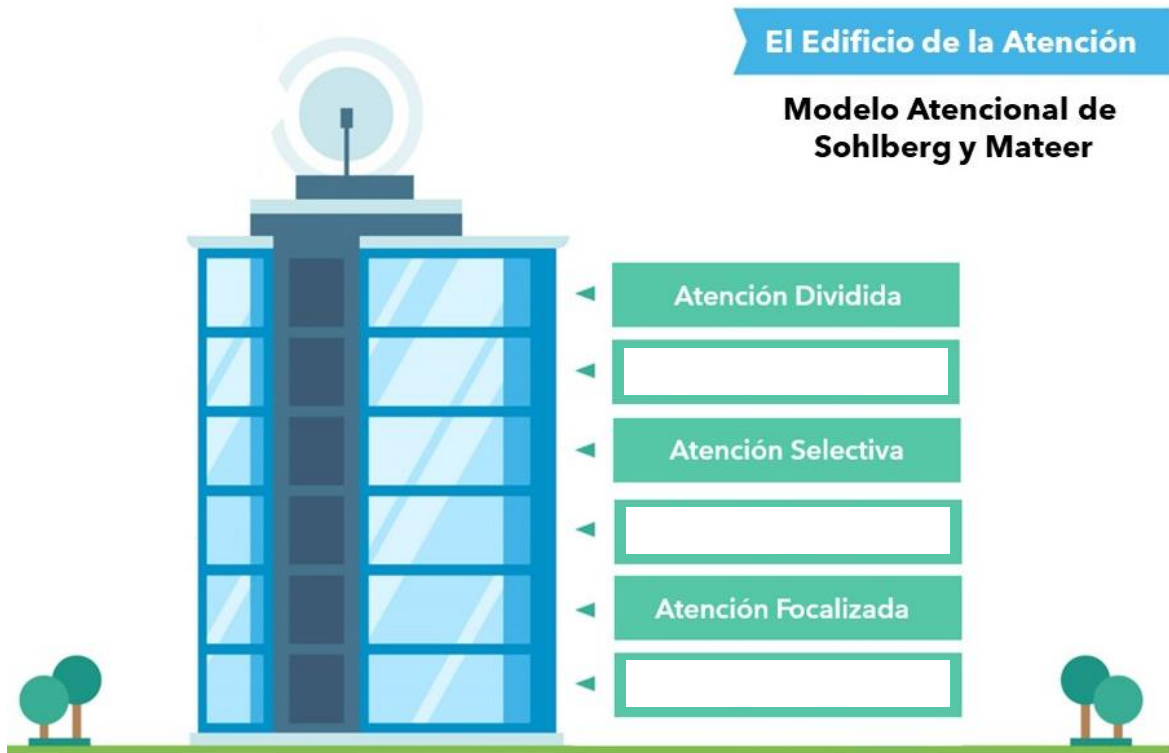 El Edificio de la Atención
Modelo Atencional de
Sohlberg y Mateer
Atención Dividida
Atención Selectiva
Atención Focalizada